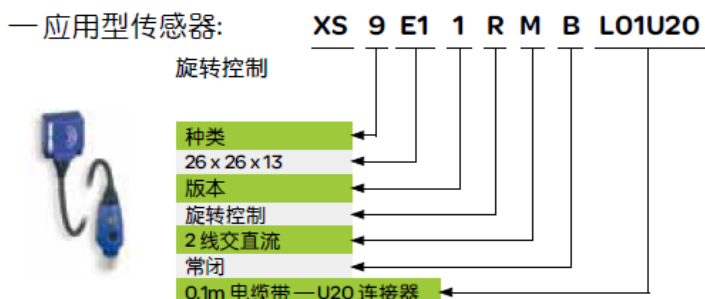 — 应用型传感器: XS 9 E1 1 R M B L01U20
旋转控制
种类
26 x 26 x 13
版本
旋转控制
2 线交直流
常闭
0.1m 电缆带 — U20 连接器